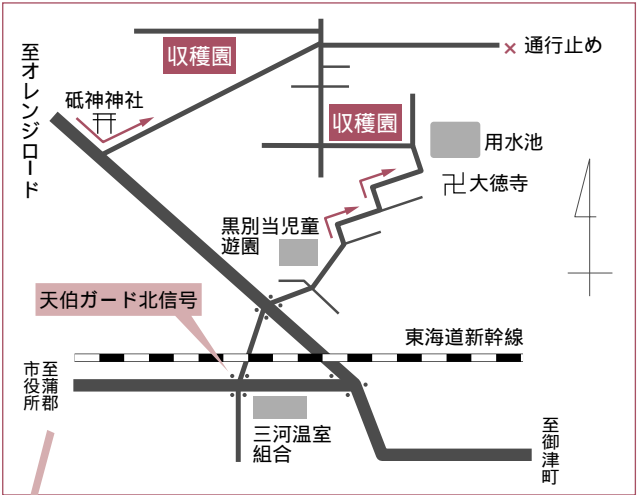 収穫園
× 通行止め
至オレンジロード
砥神神社
収穫園
用水池
大徳寺
黒別当児童
遊園
天伯ガード北信号
東海道新幹線
至蒲郡
市役所
三河温室
組合
至御津町